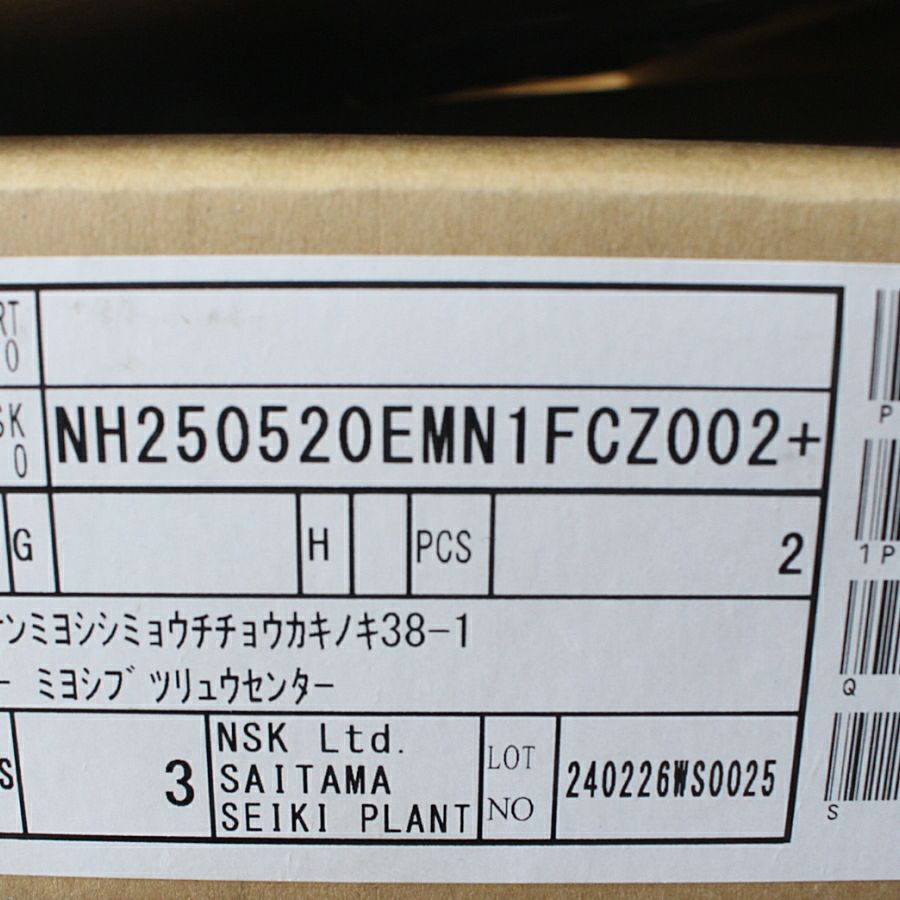 RT
0
SK
0
NH250520EMN1FCZ002+
G
H
PCS
2
ンミヨシシミョウチチョウカキノキ38-1
ー ミヨシブツリュウセンター
S
3
NSK Ltd.
SAITAMA
SEIKI PLANT
LOT
NO
240226WS0025
P
1P
Q
S